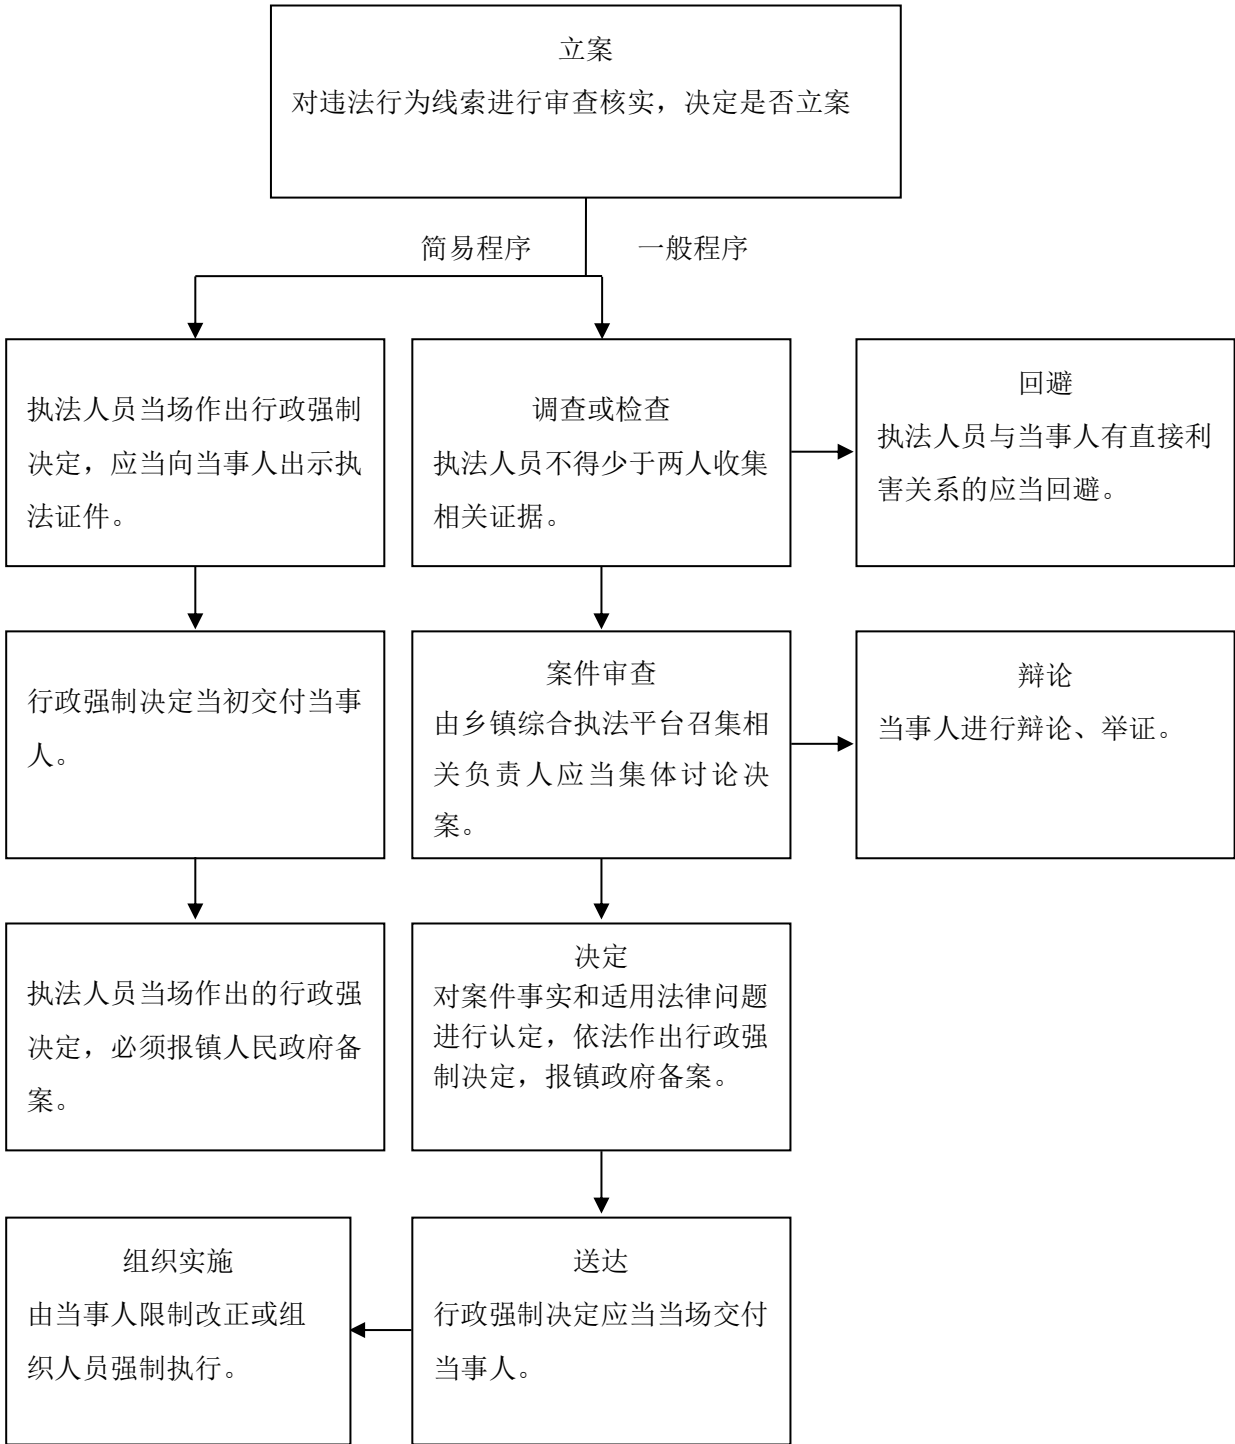 立案
对违法行为线索进行审查核实，决定是否立案
简易程序
一般程序
执法人员当场作出行政强制
决定，应当向当事人出示执
法证件。
调查或检查
执法人员不得少于两人收集
相关证据。
回避
执法人员与当事人有直接利
害关系的应当回避。
行政强制决定当初交付当事
人。
案件审查
由乡镇综合执法平台召集相
关负责人应当集体讨论决
案。
辩论
当事人进行辩论、举证。
执法人员当场作出的行政强
决定，必须报镇人民政府备
案。
决定
对案件事实和适用法律问题
进行认定，依法作出行政强
制决定，报镇政府备案。
组织实施
由当事人限制改正或组
织人员强制执行。
送达
行政强制决定应当当场交付
当事人。